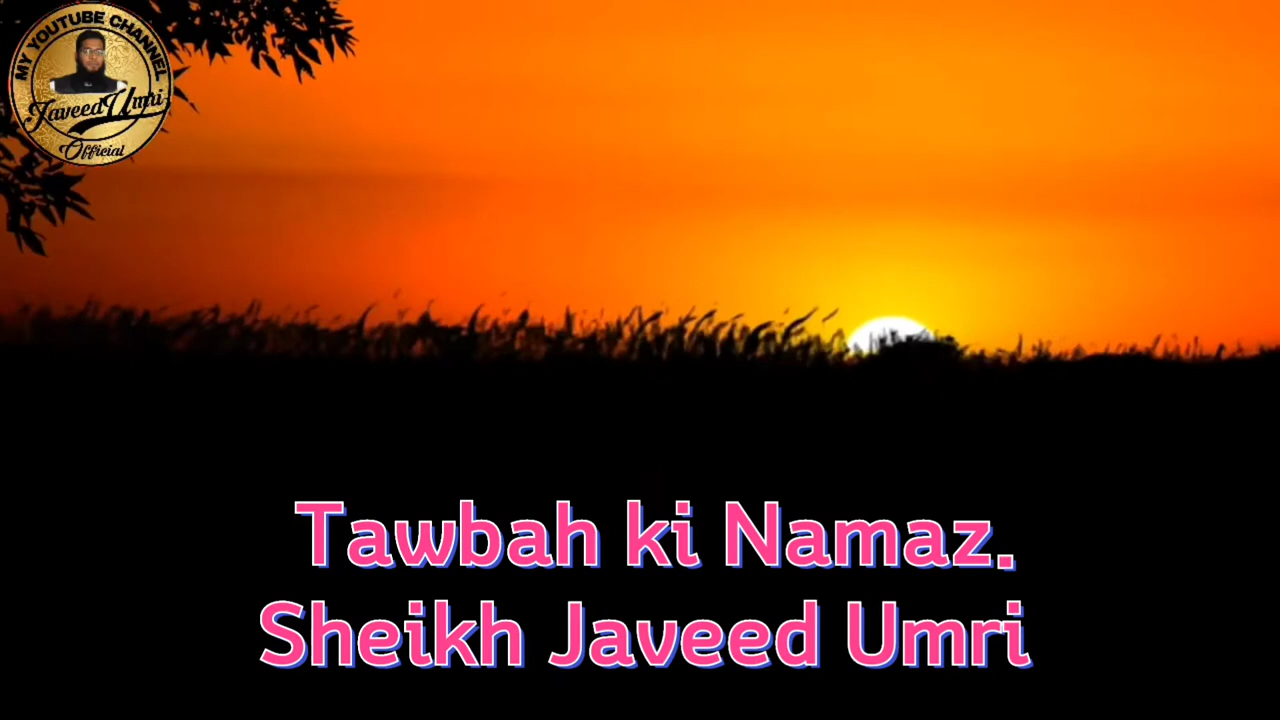 MY YOUTUBE CHANNEL
Javeed Umri
Official
Tawbah ki Namaz.
Sheikh Javeed Umri